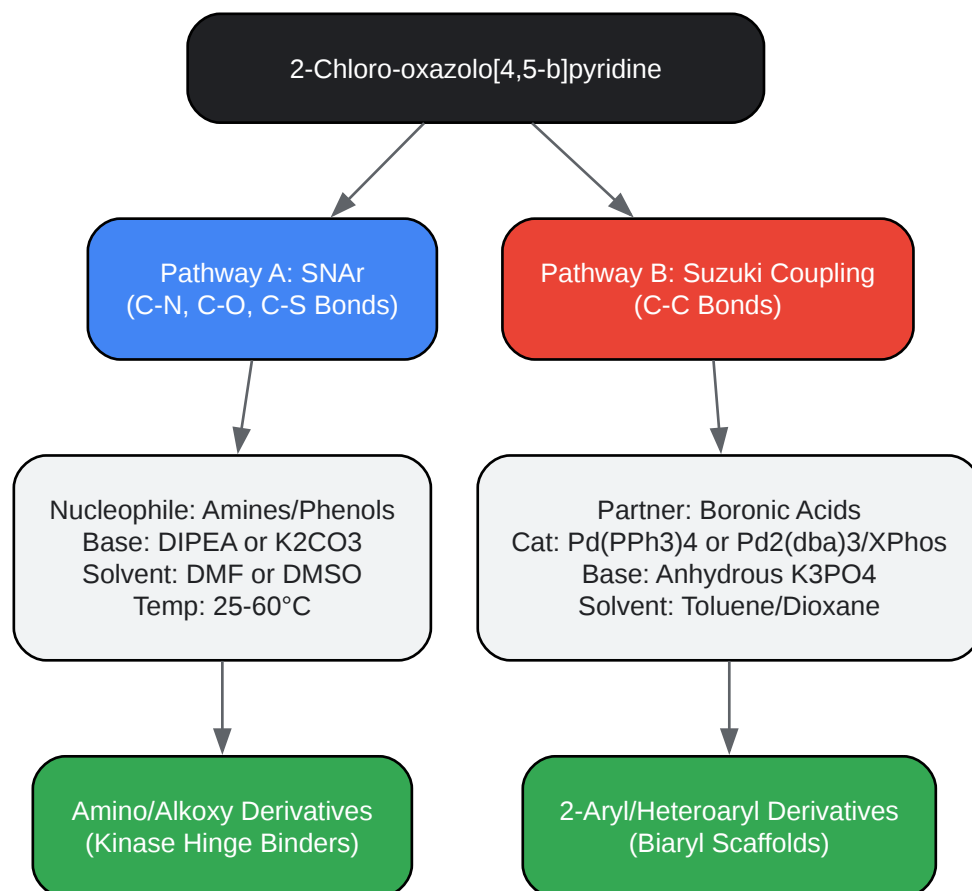 2-Chloro-oxazolo[4,5-b]pyridine
Pathway A: SNAr
(C-N, C-O, C-S Bonds)
Pathway B: Suzuki Coupling
(C-C Bonds)
Nucleophile: Amines/Phenols
Base: DIPEA or K2CO3
Solvent: DMF or DMSO
Temp: 25-60°C
Partner: Boronic Acids
Cat: Pd(PPh3)4 or Pd2(dba)3/XPhos
Base: Anhydrous K3PO4
Solvent: Toluene/Dioxane
Amino/Alkoxy Derivatives
(Kinase Hinge Binders)
2-Aryl/Heteroaryl Derivatives
(Biaryl Scaffolds)